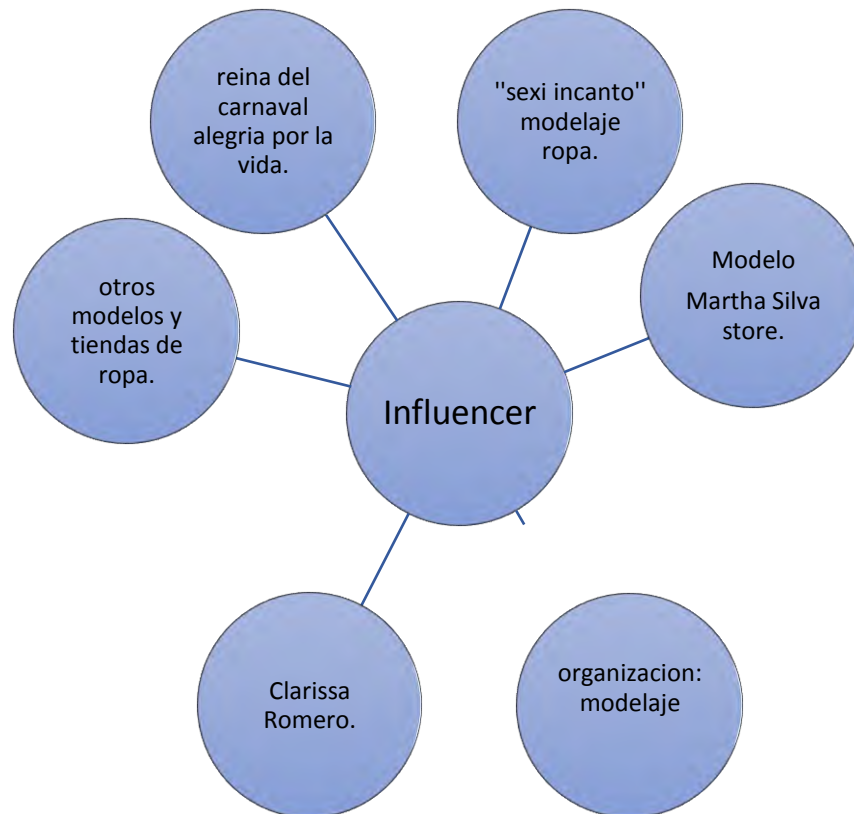 reina del
carnaval
alegria por la
vida.
"sexi incanto"
modelaje
ropa.
Modelo
Martha Silva
store.
otros
modelos y
tiendas de
ropa.
Influencer
Clarissa
Romero.
organizacion:
modelaje